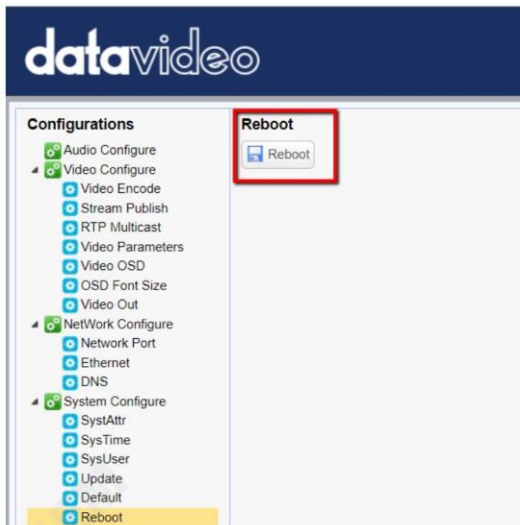 datavideo
Configurations
Audio Configure
Video Configure
Video Encode
Stream Publish
RTP Multicast
Video Parameters
Video OSD
OSD Font Size
Video Out
NetWork Configure
Network Port
Ethernet
DNS
System Configure
SystAttr
SysTime
SysUser
Update
Default
Reboot
Reboot
Reboot